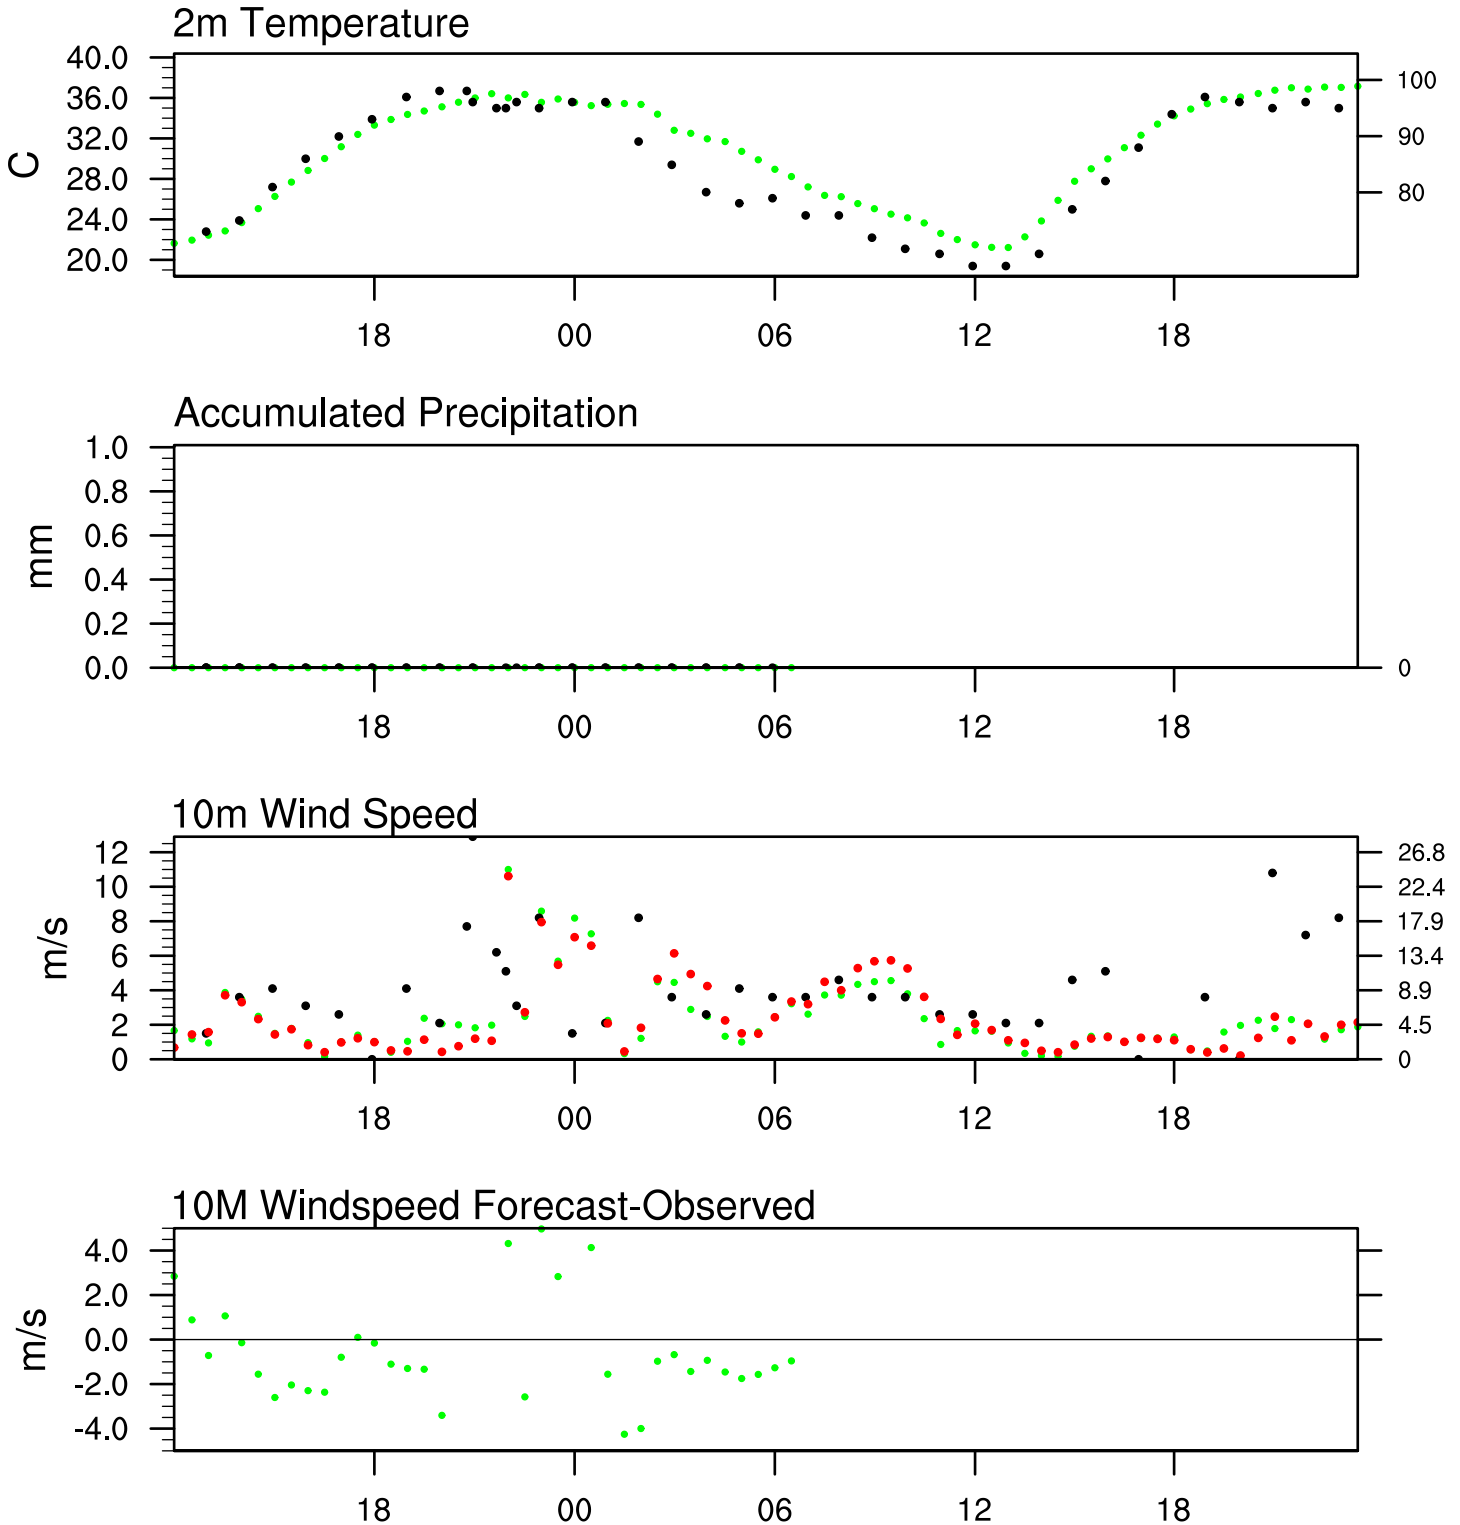 2m Temperature
40.0
36.0
32.0
28.0
24.0
20.0
C
100
90
80
18 00 06 12 18
Accumulated Precipitation
1.0
0.8
0.6
0.4
0.2
0.0
mm
0
18 00 06 12 18
10m Wind Speed
12
10
8
6
4
2
0
m/s
26.8
22.4
17.9
13.4
8.9
4.5
0
18 00 06 12 18
10M Windspeed Forecast-Observed
4.0
2.0
0.0
-2.0
-4.0
m/s
18 00 06 12 18